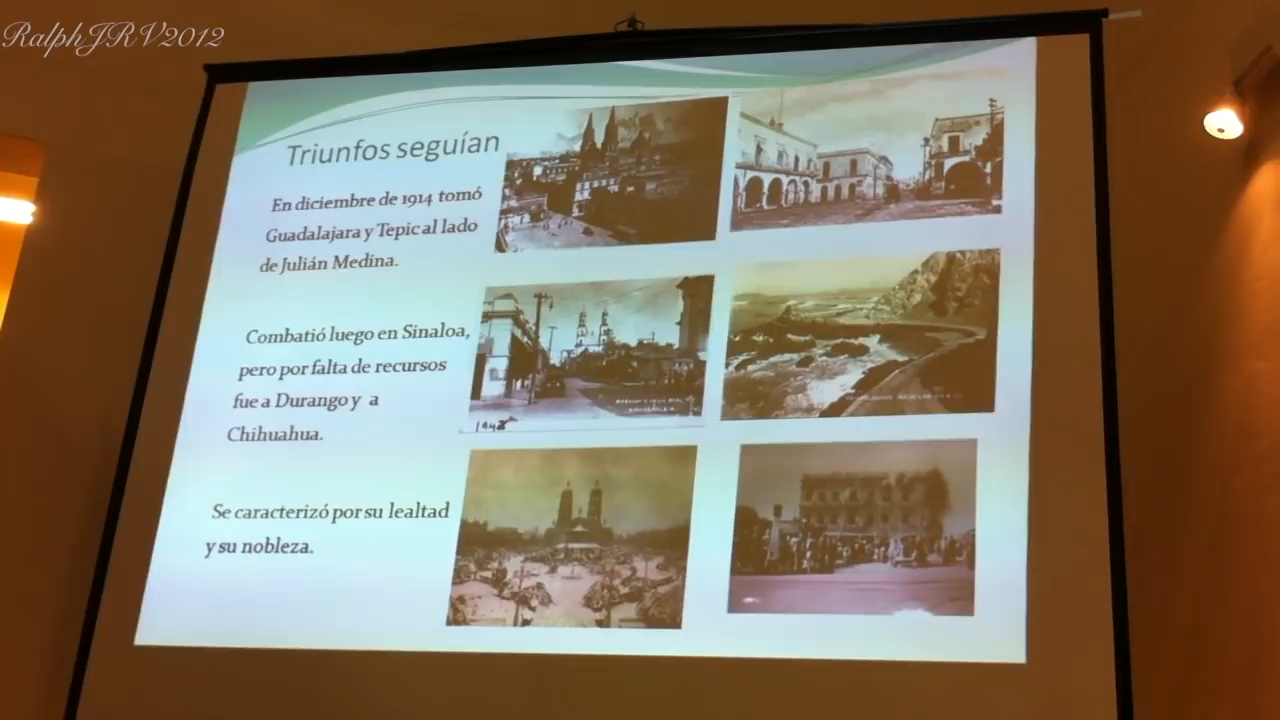 RalphJRV2012
Triunfos seguían
En diciembre de 1914 tomó
Guadalajara y Tepic al lado
de Julián Medina.
Combatió luego en Sinaloa,
pero por falta de recursos
fue a Durango y a
Chihuahua.
Se caracterizó por su lealtad
y su nobleza.